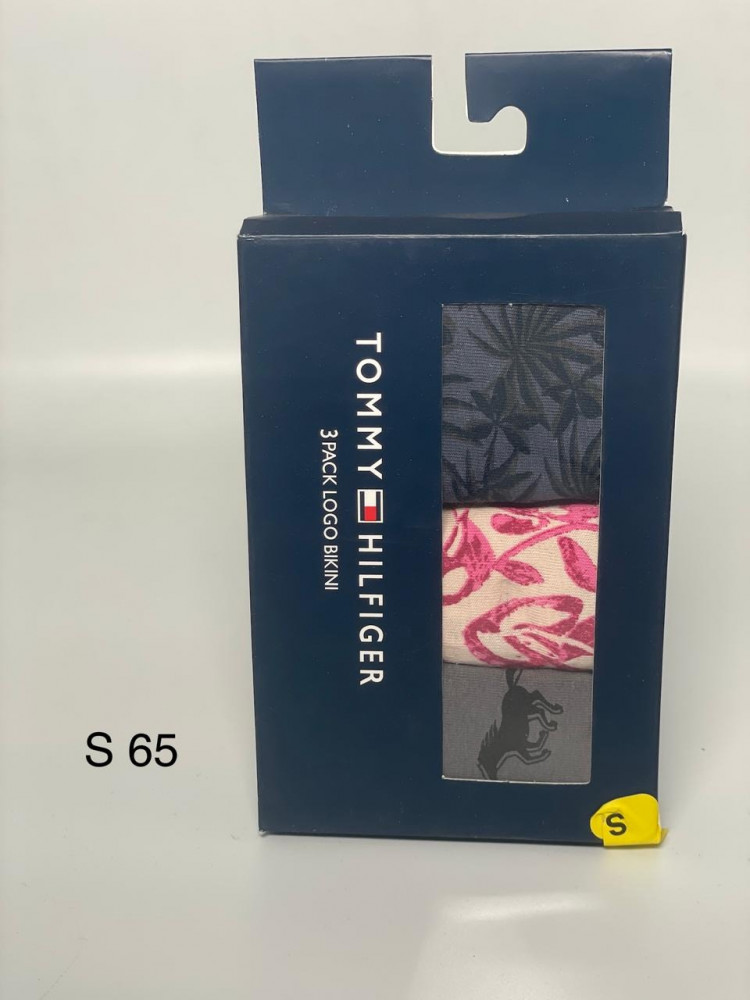 TOMMY HILFIGER
3 PACK LOGO BIKINI
S 65
S